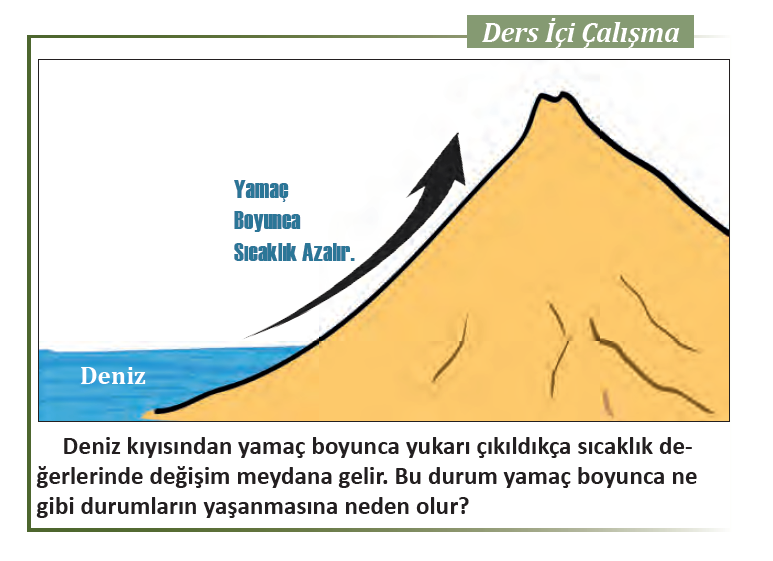 Ders İçi Çalışma
Yamaç
Boyunca
Sıcaklık Azalır.
Deniz
Deniz kıyısından yamaç boyunca yukarı çıkıldıkça sıcaklık de-
ğerlerinde değişim meydana gelir. Bu durum yamaç boyunca ne
gibi durumların yaşanmasına neden olur?